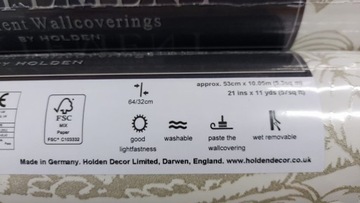 EMENT
ent Wallcoverings
BY HOLDEN
HOLDEN
approx. 53cm x 10.05m (5.3sq m)
21 ins x 11 yds (57sq ft)
64/32cm
CE
FSC
MIX
Paper
FSC® C103332
good
lightfastness
washable
paste the
wallcovering
wet removable
Made in Germany. Holden Decor Limited, Darwen, England. www.holdendecor.co.uk